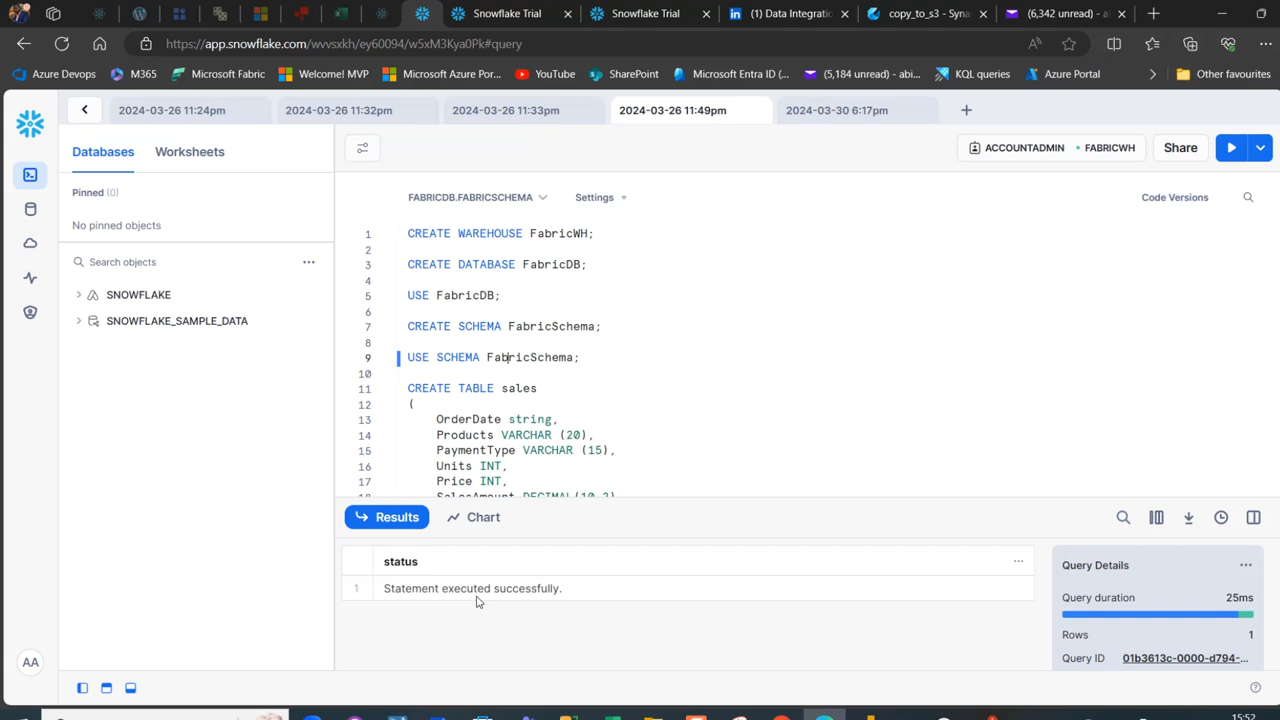 Snowflake Trial
Snowflake Trial
(1) Data Integratio
copy_to_s3 - Syna
(6,342 unread) - ab
https://app.snowflake.com/wvvsxkh/ey60094/w5xM3Kya0Pk#query
Azure Devops
M365
Microsoft Fabric
Welcome! MVP
Microsoft Azure Por...
YouTube
SharePoint
Microsoft Entra ID (...
(5,184 unread) - abi...
KQL queries
Azure Portal
Other favourites
2024-03-26 11:24pm
2024-03-26 11:32pm
2024-03-26 11:33pm
2024-03-26 11:49pm
2024-03-30 6:17pm
Databases
Worksheets
ACCOUNTADMIN
FABRICWH
Share
Pinned (0)
No pinned objects
Search objects
SNOWFLAKE
SNOWFLAKE_SAMPLE_DATA
FABRICDB.FABRICSCHEMA
Settings
Code Versions
1 CREATE WAREHOUSE FabricWH;
2
3 CREATE DATABASE FabricDB;
4
5 USE FabricDB;
6
7 CREATE SCHEMA FabricSchema;
8
9 USE SCHEMA FabricSchema;
10
11 CREATE TABLE sales
12 (
13 OrderDate string,
14 Products VARCHAR (20),
15 PaymentType VARCHAR (15),
16 Units INT,
17 Price INT,
18 SalesAmount DECIMAL(10,2)
Results
Chart
status
1 Statement executed successfully.
Query Details
Query duration
25ms
Rows
1
Query ID
01b3613c-0000-d794-...
AA
15:52